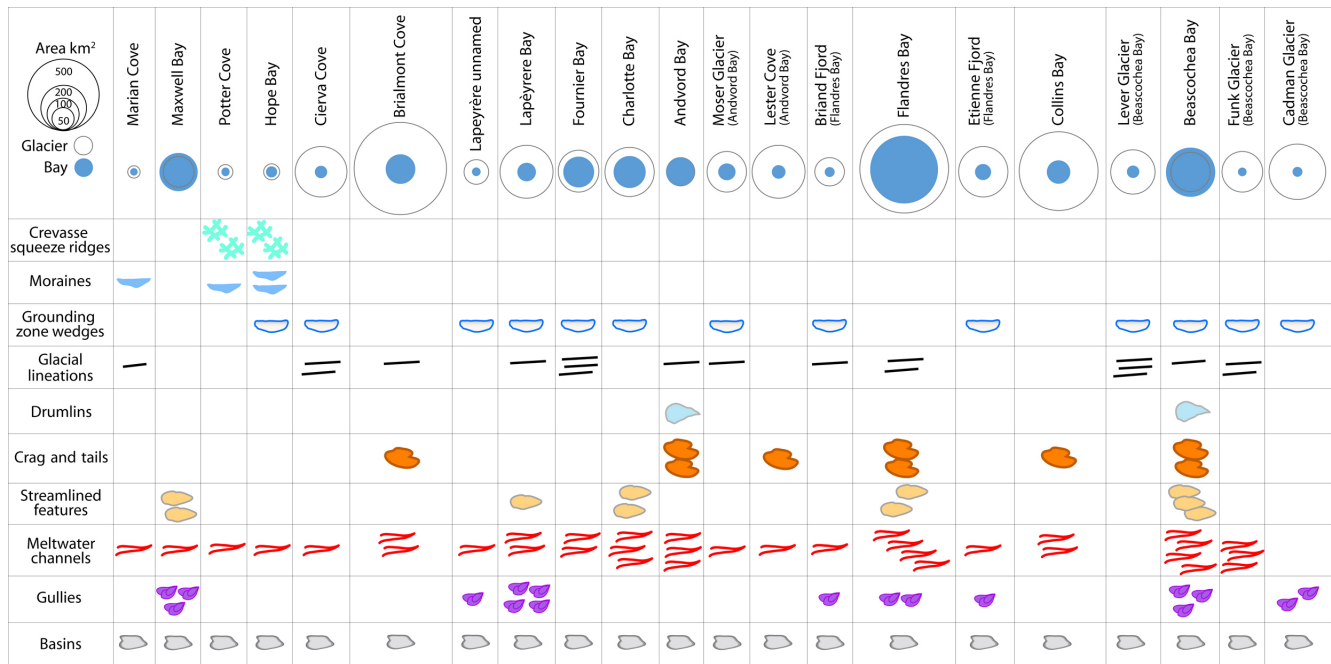 Area km²
500
200
100
50
Glacier
Bay
Marian Cove
Maxwell Bay
Potter Cove
Hope Bay
Cierva Cove
Brialmont Cove
Lapeyrère unnamed
Lapèyrere Bay
Fournier Bay
Charlotte Bay
Andvord Bay
Moser Glacier
(Andvord Bay)
Lester Cove
(Andvord Bay)
Briand Fjord
(Flandres Bay)
Flandres Bay
Etienne Fjord
(Flandres Bay)
Collins Bay
Lever Glacier
(Beascochea Bay)
Beascochea Bay
Funk Glacier
(Beascochea Bay)
Cadman Glacier
(Beascochea Bay)
Crevasse
squeeze ridges
Moraines
Grounding
zone wedges
Glacial
lineations
Drumlins
Crag and tails
Streamlined
features
Meltwater
channels
Gullies
Basins